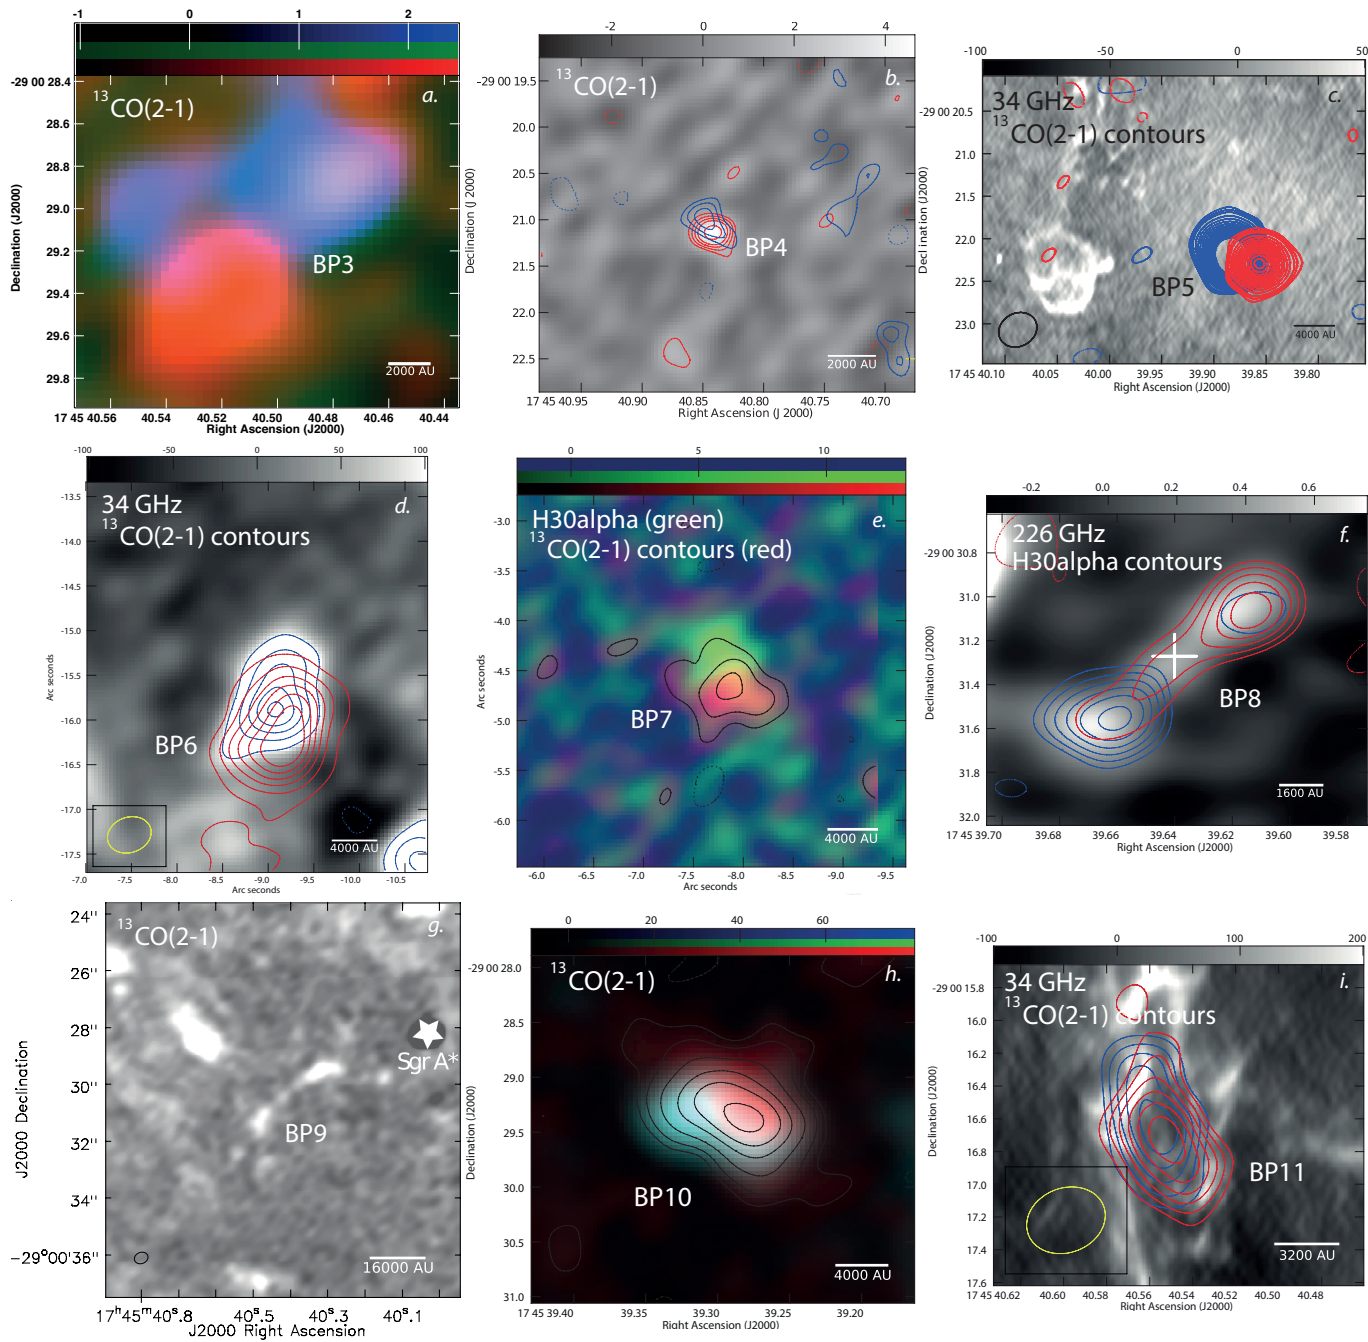 -1 0 1 2
13CO(2-1)
a.
-29 00 28.4
28.6
28.8
29.0
29.2
29.4
29.6
29.8
Declination (J2000)
BP3
2000 AU
17 45 40.56 40.54 40.52 40.50 40.48 40.46 40.44
Right Ascension (J2000)
-2 0 2 4
13CO(2-1)
b.
-29 00 19.5
20.0
20.5
21.0
21.5
22.0
22.5
Declination (J 2000)
BP4
2000 AU
17 45 40.95 40.90 40.85 40.80 40.75 40.70
Right Ascension (J 2000)
-100 -50 0 50
34 GHz
13CO(2-1) contours
c.
-29 00 20.5
21.0
21.5
22.0
22.5
23.0
Declination (J2000)
BP5
4000 AU
17 45 40.10 40.05 40.00 39.95 39.90 39.85 39.80
Right Ascension (J2000)
-100 -50 0 50 100
34 GHz
13CO(2-1) contours
d.
-13.5
-14.0
-14.5
-15.0
-15.5
-16.0
-16.5
-17.0
-17.5
Arc seconds
BP6
4000 AU
-7.0 -7.5 -8.0 -8.5 -9.0 -9.5 -10.0 -10.5
Arc seconds
0 5 10
H30alpha (green)
13CO(2-1) contours (red)
e.
-3.0
-3.5
-4.0
-4.5
-5.0
-5.5
-6.0
Arc seconds
BP7
4000 AU
-6.0 -6.5 -7.0 -7.5 -8.0 -8.5 -9.0 -9.5
Arc seconds
-0.2 0.0 0.2 0.4 0.6
226 GHz
H30alpha contours
f.
-29 00 30.8
31.0
31.2
31.4
31.6
31.8
32.0
Declination (J2000)
BP8
1600 AU
17 45 39.70 39.68 39.66 39.64 39.62 39.60 39.58
Right Ascension (J2000)
13CO(2-1)
g.
24"
26"
28"
30"
32"
34"
-29°00'36"
J2000 Declination
Sgr A*
BP9
16000 AU
17h45m40s.8 40s.5 40s.3 40s.1
J2000 Right Ascension
0 20 40 60
13CO(2-1)
h.
-29 00 28.0
28.5
29.0
29.5
30.0
30.5
31.0
Declination (J2000)
BP10
4000 AU
17 45 39.40 39.35 39.30 39.25 39.20
Right Ascension (J2000)
-100 0 100 200
34 GHz
13CO(2-1) contours
i.
-29 00 15.8
16.0
16.2
16.4
16.6
16.8
17.0
17.2
17.4
17.6
Declination (J2000)
BP11
3200 AU
17 45 40.62 40.60 40.58 40.56 40.54 40.52 40.50 40.48
Right Ascension (J2000)